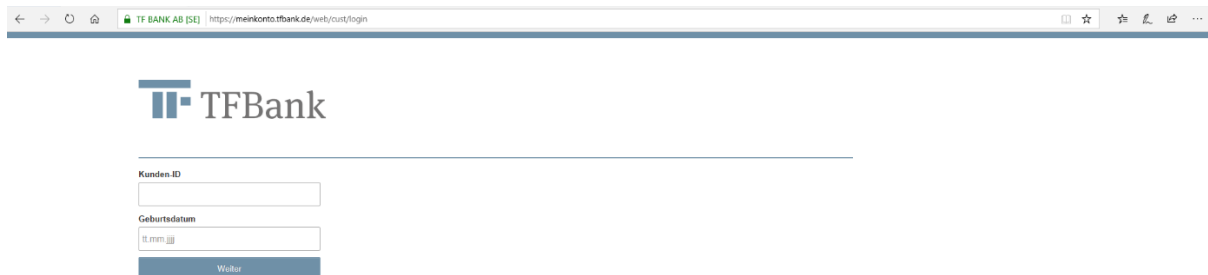 TF BANK AB [SE] https://meinkonto.tfbank.de/web/cust/login
TFBank
Kunden-ID
Geburtsdatum
tt.mm.jjjj
Weiter